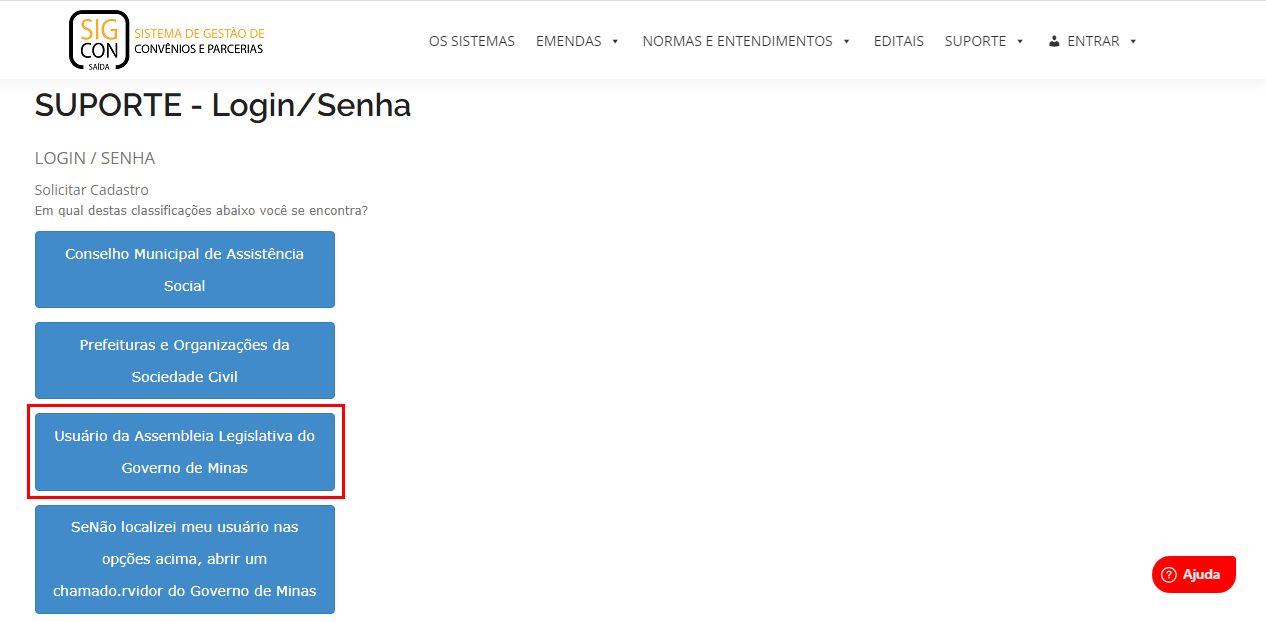 SIG
CON
SAÍDA
SISTEMA DE GESTÃO DE
CONVÊNIOS E PARCERIAS
OS SISTEMAS EMENDAS NORMAS E ENTENDIMENTOS EDITAIS SUPORTE ENTRAR
SUPORTE - Login/Senha
LOGIN / SENHA
Solicitar Cadastro
Em qual destas classificações abaixo você se encontra?
Conselho Municipal de Assistência
Social
Prefeituras e Organizações da
Sociedade Civil
Usuário da Assembleia Legislativa do
Governo de Minas
SeNão localizei meu usuário nas
opções acima, abrir um
chamado.rvidor do Governo de Minas
Ajuda